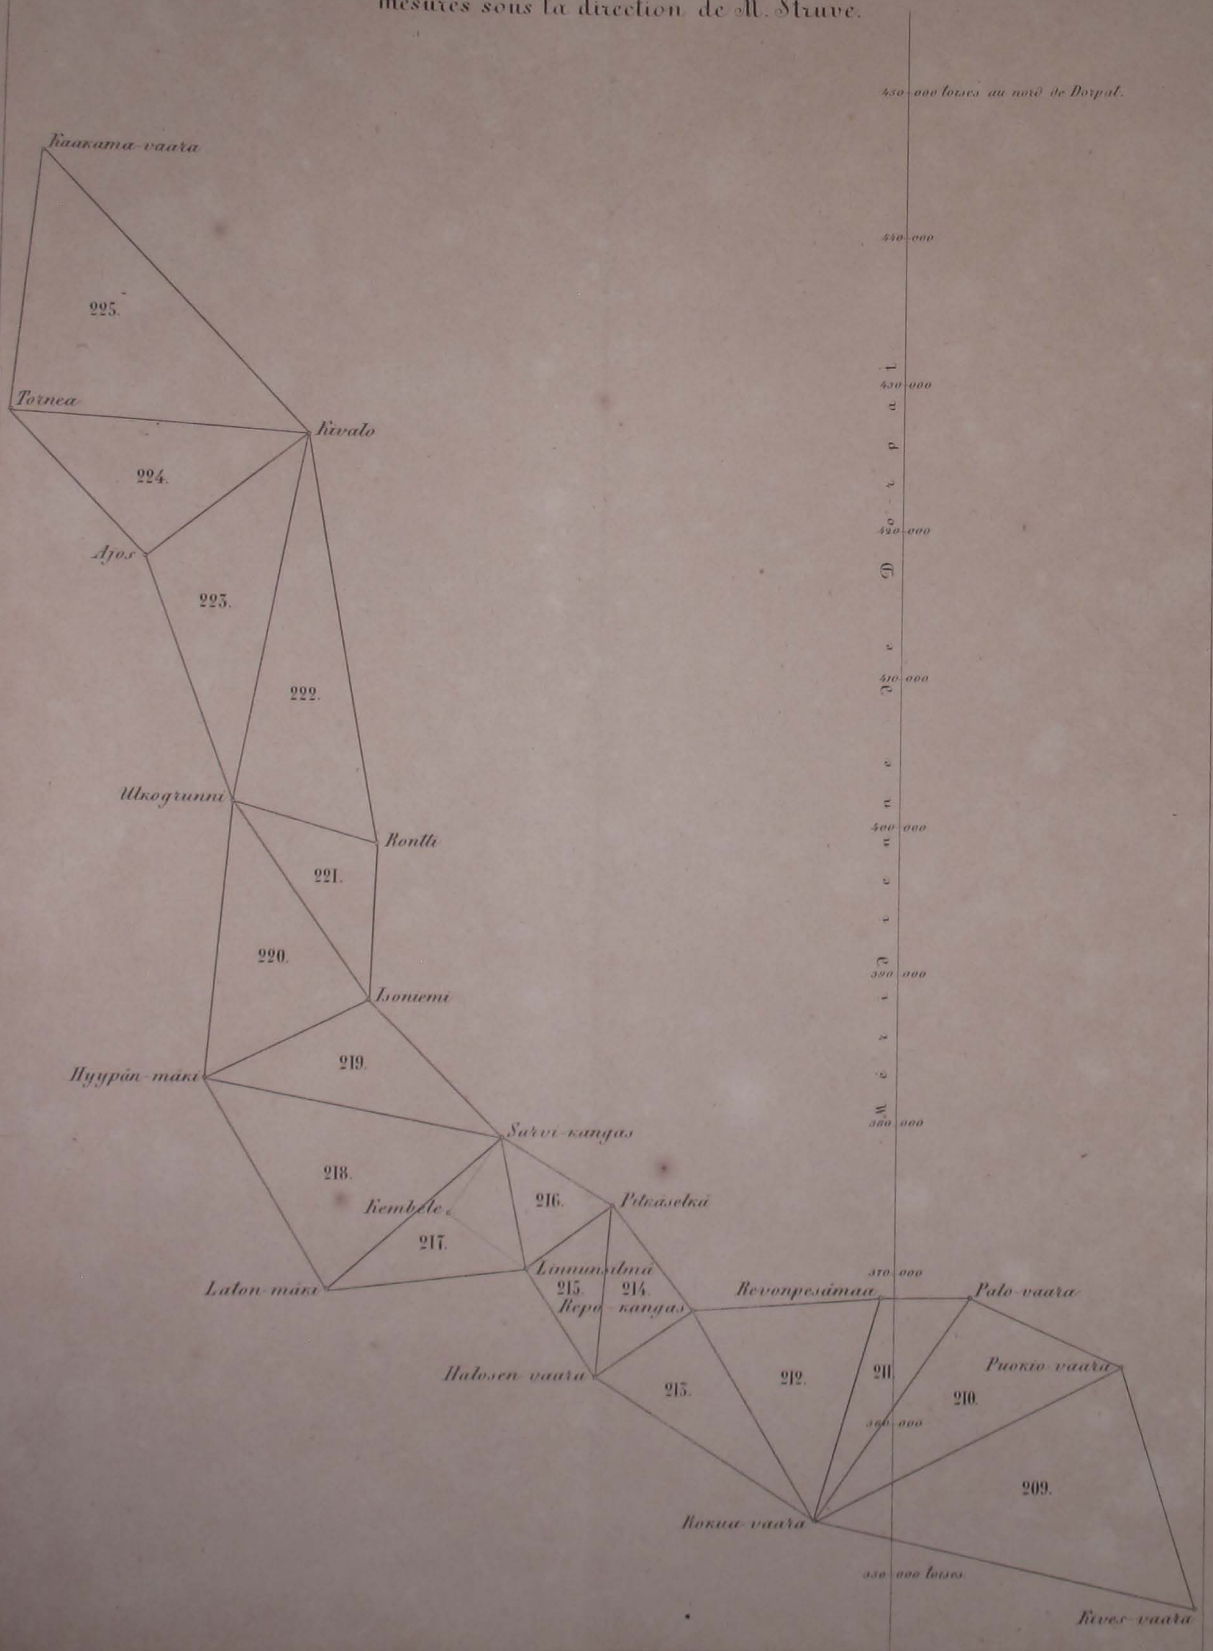 mesurés sous la direction de M. Struve.
450 000 toises au nord de Dorpat.
Kaakama-vaara
440 000
225.
430 000
Tornea
Kivalo
224.
420 000
Ajos
223.
410 000
222.
Ulkogrunni
400 000
Rontti
221.
220.
390 000
Isoniemi
219.
Hyypän-mäki
380 000
Méridienne de Dorpat
Sarvi-kangas
218.
216.
Pitkäselkä
Kembele
217.
Linnunsilmä
370 000
Laton-mäki
215.
214.
Revonpesämaa
Palo-vaara
Repo-kangas
Puokio-vaara
Halosen-vaara
213.
212.
211.
210.
360 000
209.
Rokua-vaara
350 000 toises.
Kives-vaara